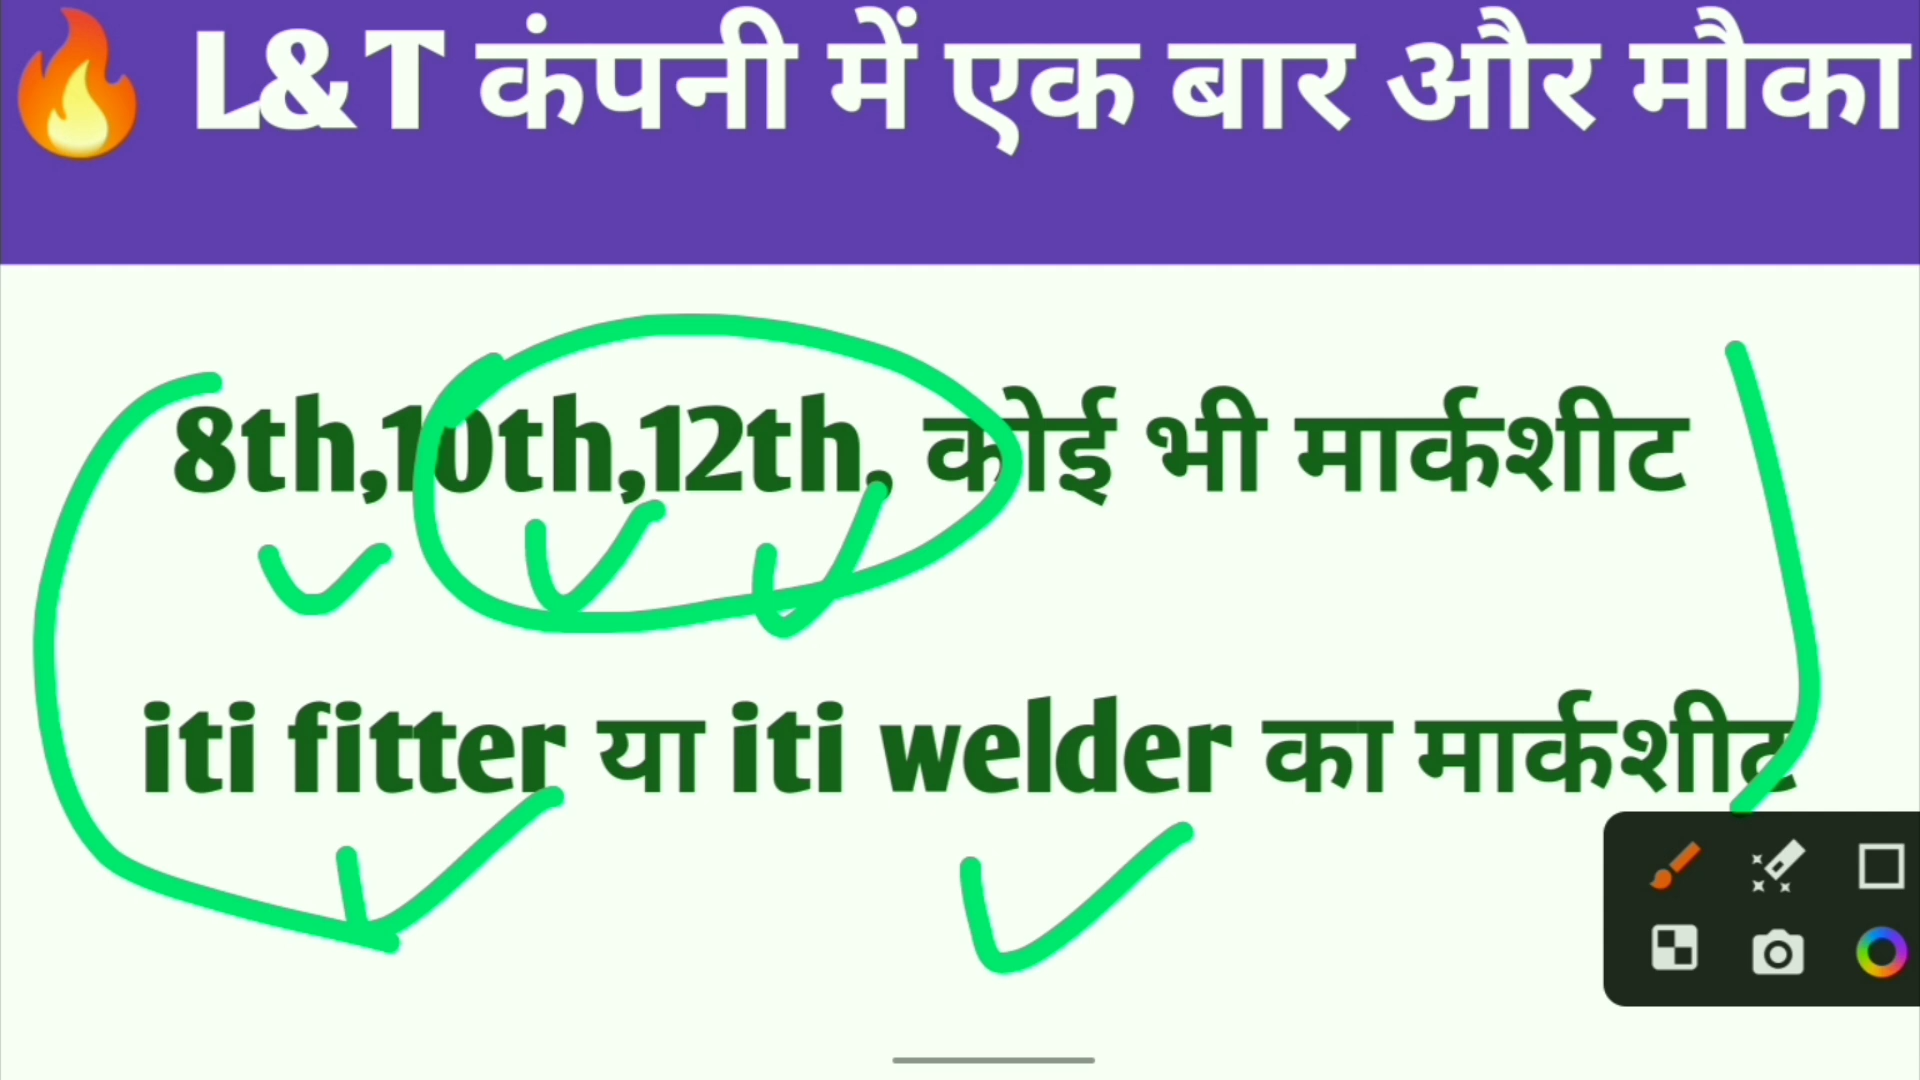 L&T कंपनी में एक बार और मौका
8th,10th,12th, कोई भी मार्कशीट
iti fitter या iti welder का मार्कशीट